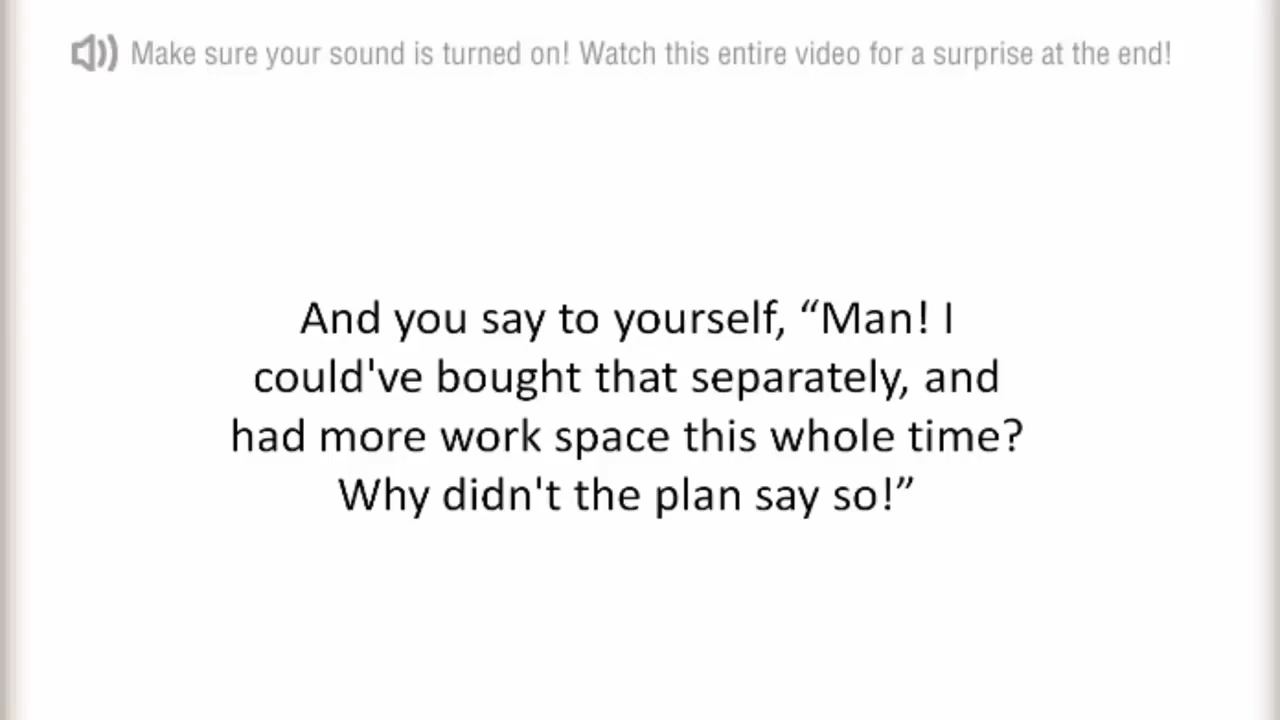 Make sure your sound is turned on! Watch this entire video for a surprise at the end!
And you say to yourself, “Man! I
could've bought that separately, and
had more work space this whole time?
Why didn't the plan say so!”